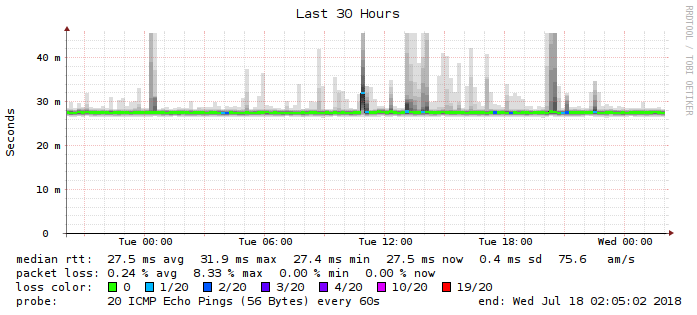 Last 30 Hours
RRDTOOL / TOBI OETIKER
Seconds
40 m
30 m
20 m
10 m
0
Tue 00:00 Tue 06:00 Tue 12:00 Tue 18:00 Wed 00:00
median rtt: 27.5 ms avg 31.9 ms max 27.4 ms min 27.5 ms now 0.4 ms sd 75.6 am/s
packet loss: 0.24 % avg 8.33 % max 0.00 % min 0.00 % now
loss color: 0 1/20 2/20 3/20 4/20 10/20 19/20
probe: 20 ICMP Echo Pings (56 Bytes) every 60s end: Wed Jul 18 02:05:02 2018